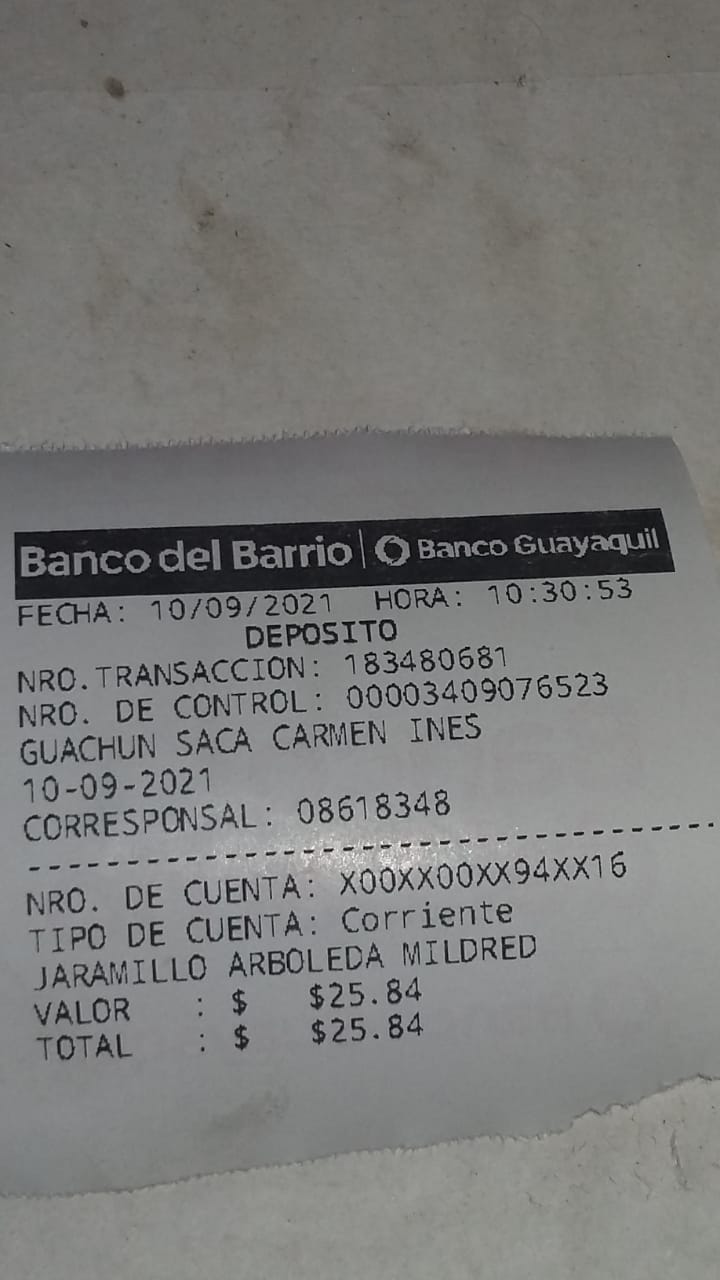 Banco del Barrio | Banco Guayaquil
FECHA: 10/09/2021 HORA: 10:30:53
DEPOSITO
NRO.TRANSACCION: 183480681
NRO. DE CONTROL: 00003409076523
GUACHUN SACA CARMEN INES
10-09-2021
CORRESPONSAL: 08618348
--------------------------------
NRO. DE CUENTA: X00XX00XX94XX16
TIPO DE CUENTA: Corriente
JARAMILLO ARBOLEDA MILDRED
VALOR : $ $25.84
TOTAL : $ $25.84